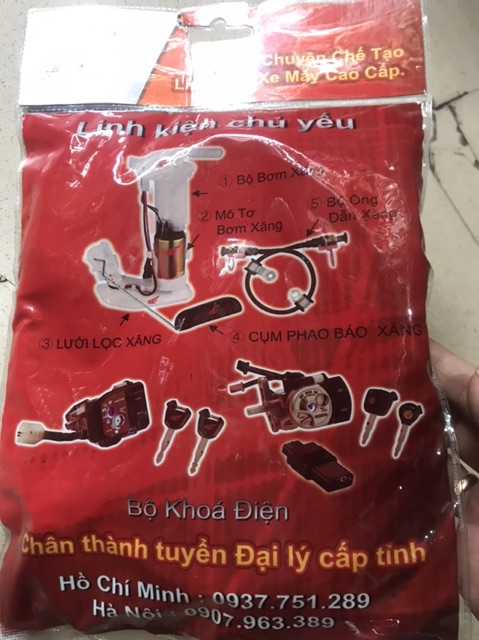 Chuyên Chế Tạo
Xe Máy Cao Cấp.
Linh kiện chủ yếu
① Bộ Bơm Xăng
② Mô Tơ
Bơm Xăng
⑤ Bộ Ống
Dẫn Xăng
③ LƯỚI LỌC XĂNG
④ CỤM PHAO BÁO XĂNG
Bộ Khoá Điện
Chân thành tuyển Đại lý cấp tỉnh
Hồ Chí Minh : 0937.751.289
Hà Nội : 0907.963.389